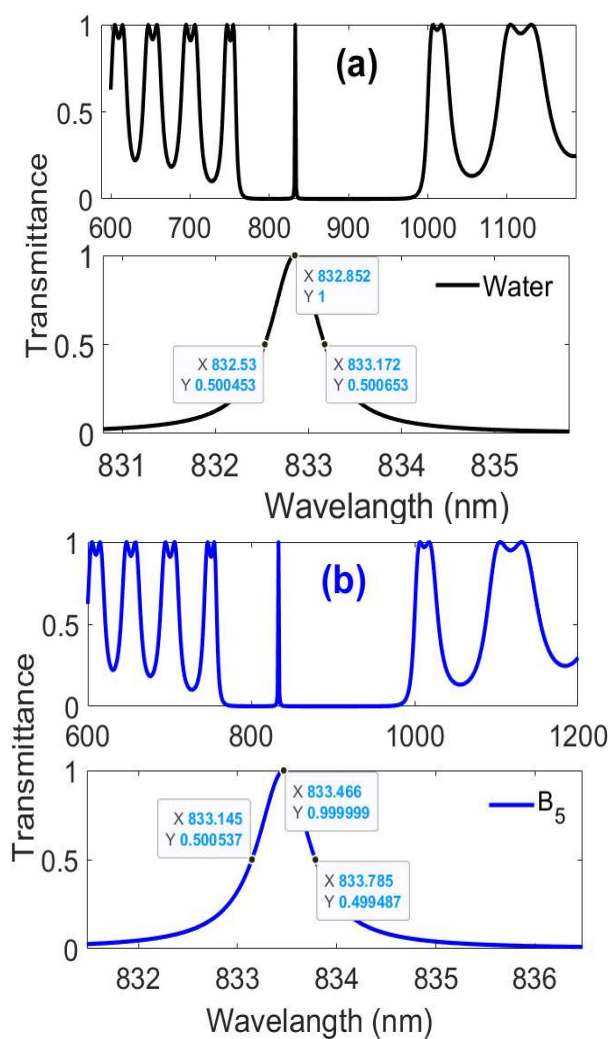 1
0.5
0
(a)
600 700 800 900 1000 1100
Transmittance
1
0.5
0
X 832.852
Y 1
Water
X 832.53
Y 0.500453
X 833.172
Y 0.500653
831 832 833 834 835
Wavelangth (nm)
1
0.5
0
(b)
600 800 1000 1200
Transmittance
1
0.5
0
X 833.466
Y 0.999999
B5
X 833.145
Y 0.500537
X 833.785
Y 0.499487
832 833 834 835 836
Wavelangth (nm)